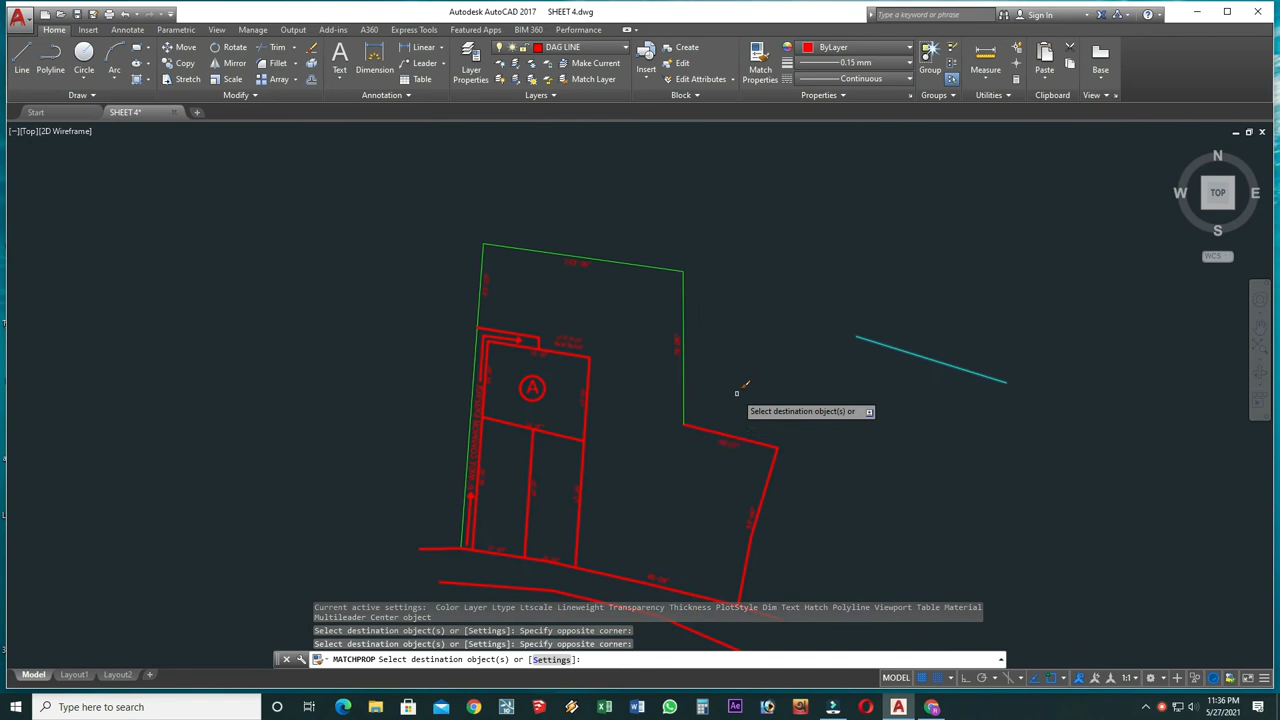 Autodesk AutoCAD 2017 SHEET 4.dwg
Type a keyword or phrase
Sign In
Home Insert Annotate Parametric View Manage Output Add-ins A360 Express Tools Featured Apps BIM 360 Performance
Line Polyline Circle Arc
Move Rotate Trim
Copy Mirror Fillet
Stretch Scale Array
Text Dimension
Linear
Leader
Table
Layer Properties
DAG LINE
Make Current
Match Layer
Insert
Create
Edit
Edit Attributes
Match Properties
ByLayer
0.15 mm
Continuous
Group Measure Paste Base
Draw Modify Annotation Layers Block Properties Groups Utilities Clipboard View
Start SHEET 4*
[−][Top][2D Wireframe]
N
W TOP E
S
WCS
A
Select destination object(s) or
Current active settings: Color Layer Ltype Ltscale Lineweight Transparency Thickness PlotStyle Dim Text Hatch Polyline Viewport Table Material
Multileader Center object
Select destination object(s) or [Settings]: Specify opposite corner:
Select destination object(s) or [Settings]: Specify opposite corner:
MATCHPROP Select destination object(s) or [Settings]:
Model Layout1 Layout2 +
MODEL 1:1
Type here to search
11:36 PM
5/27/2021